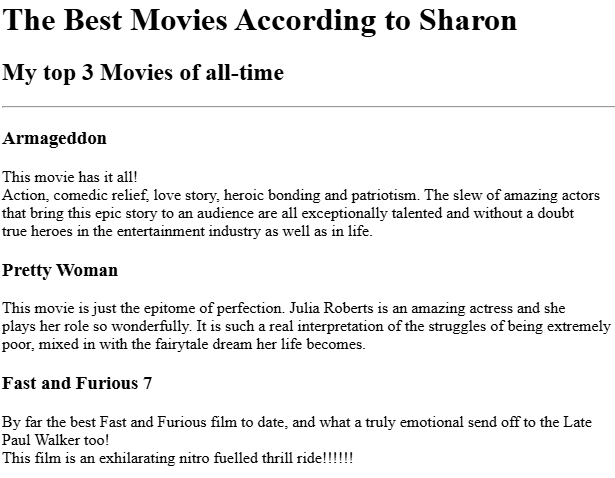 The Best Movies According to Sharon
My top 3 Movies of all-time
Armageddon
This movie has it all!
Action, comedic relief, love story, heroic bonding and patriotism. The slew of amazing actors
that bring this epic story to an audience are all exceptionally talented and without a doubt
true heroes in the entertainment industry as well as in life.
Pretty Woman
This movie is just the epitome of perfection. Julia Roberts is an amazing actress and she
plays her role so wonderfully. It is such a real interpretation of the struggles of being extremely
poor, mixed in with the fairytale dream her life becomes.
Fast and Furious 7
By far the best Fast and Furious film to date, and what a truly emotional send off to the Late
Paul Walker too!
This film is an exhilarating nitro fuelled thrill ride!!!!!!